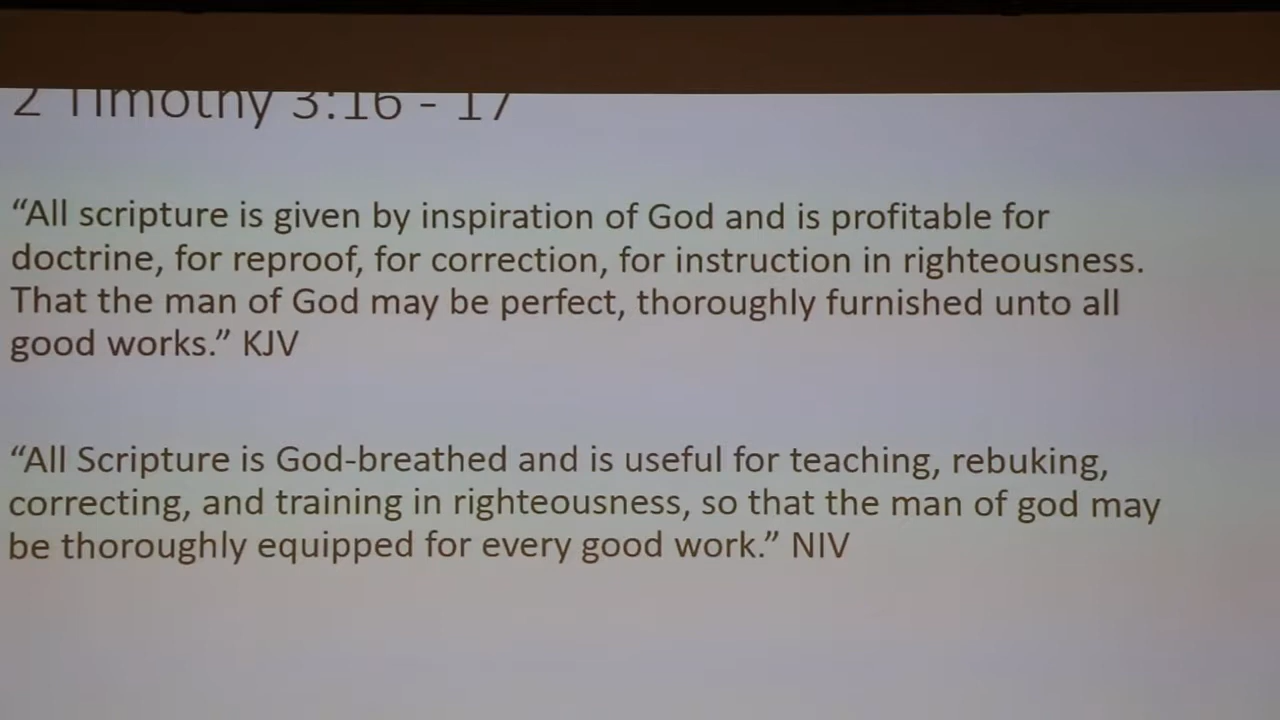 2 Timothy 3:16 - 17
“All scripture is given by inspiration of God and is profitable for
doctrine, for reproof, for correction, for instruction in righteousness.
That the man of God may be perfect, thoroughly furnished unto all
good works.” KJV
“All Scripture is God-breathed and is useful for teaching, rebuking,
correcting, and training in righteousness, so that the man of god may
be thoroughly equipped for every good work.” NIV